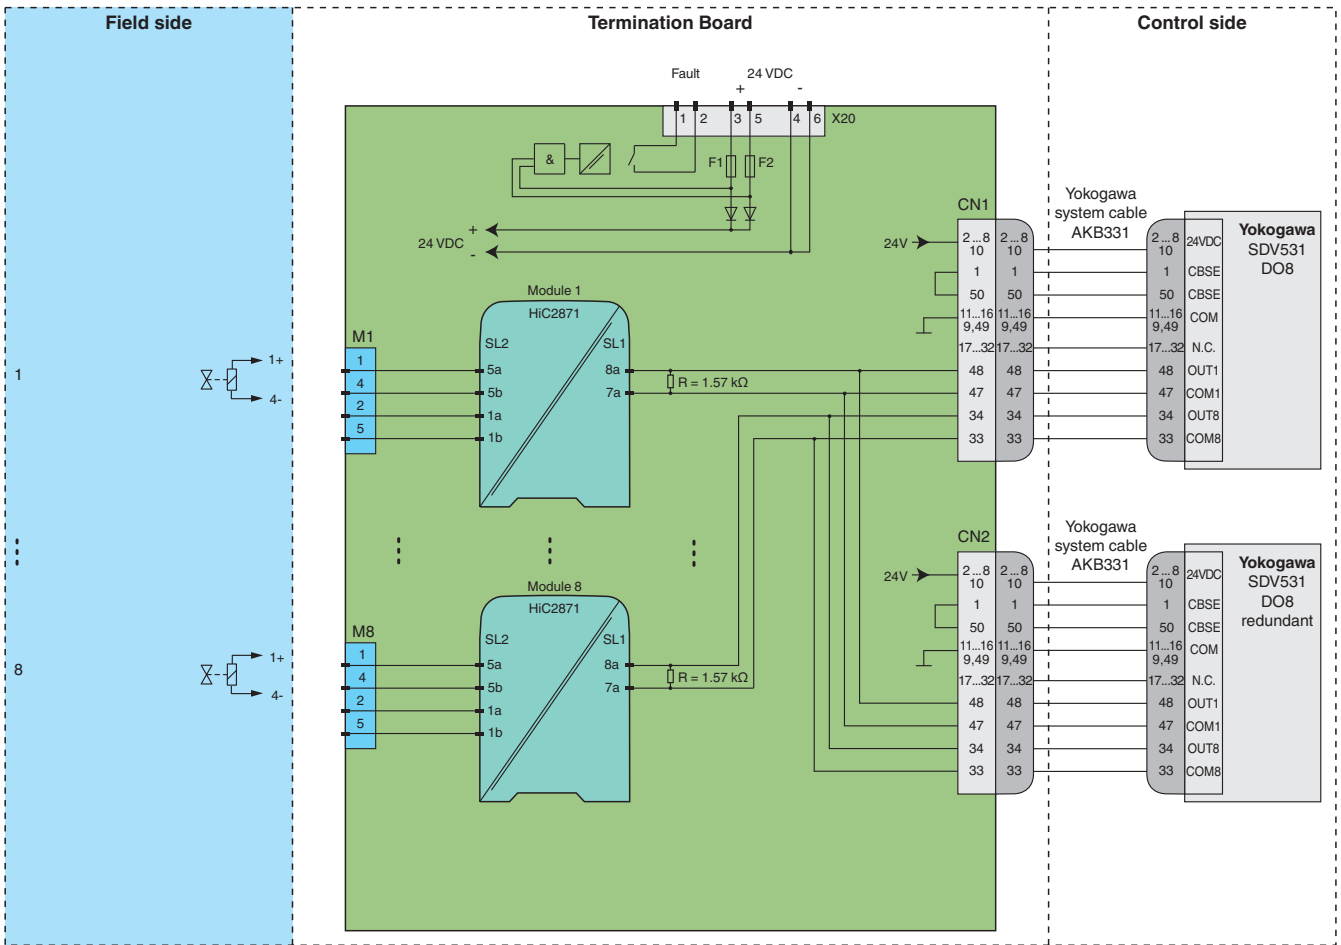 Field side
Termination Board
Control side
Fault
24 VDC
+
-
1 2 3 5 4 6 X20
&
F1 F2
+
24 VDC
-
Module 1
HiC2871
M1
SL2
SL1
1
4
2
5
5a
5b
1a
1b
8a
7a
R = 1.57 kΩ
1
1+
4-
CN1
24V
2 ... 8
10
2 ... 8
10
1 1
50 50
11...16
9,49
11...16
9,49
17...32 17...32
48 48
47 47
34 34
33 33
Yokogawa
system cable
AKB331
2 ... 8
10
24VDC
1 CBSE
50 CBSE
11...16
9,49
COM
17...32 N.C.
48 OUT1
47 COM1
34 OUT8
33 COM8
Yokogawa
SDV531
DO8
Module 8
HiC2871
M8
SL2
SL1
1
4
2
5
5a
5b
1a
1b
8a
7a
R = 1.57 kΩ
8
1+
4-
CN2
24V
2 ... 8
10
2 ... 8
10
1 1
50 50
11...16
9,49
11...16
9,49
17...32 17...32
48 48
47 47
34 34
33 33
Yokogawa
system cable
AKB331
2 ... 8
10
24VDC
1 CBSE
50 CBSE
11...16
9,49
COM
17...32 N.C.
48 OUT1
47 COM1
34 OUT8
33 COM8
Yokogawa
SDV531
DO8
redundant